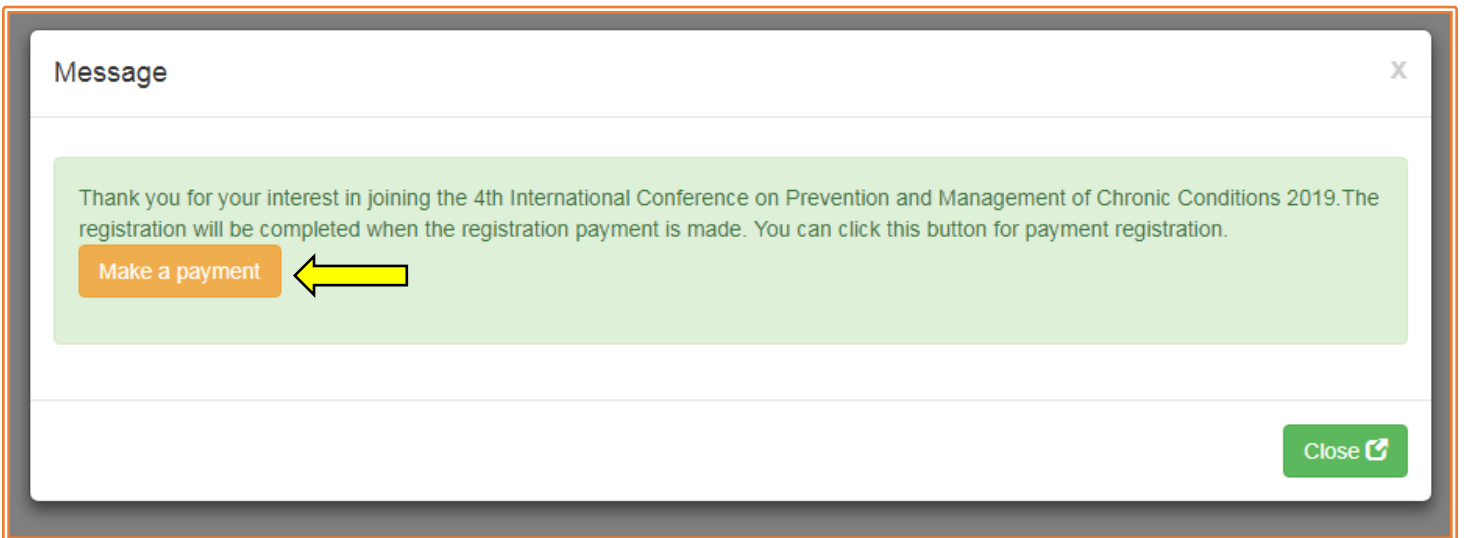 Message
x
Thank you for your interest in joining the 4th International Conference on Prevention and Management of Chronic Conditions 2019.The
registration will be completed when the registration payment is made. You can click this button for payment registration.
Make a payment
Close